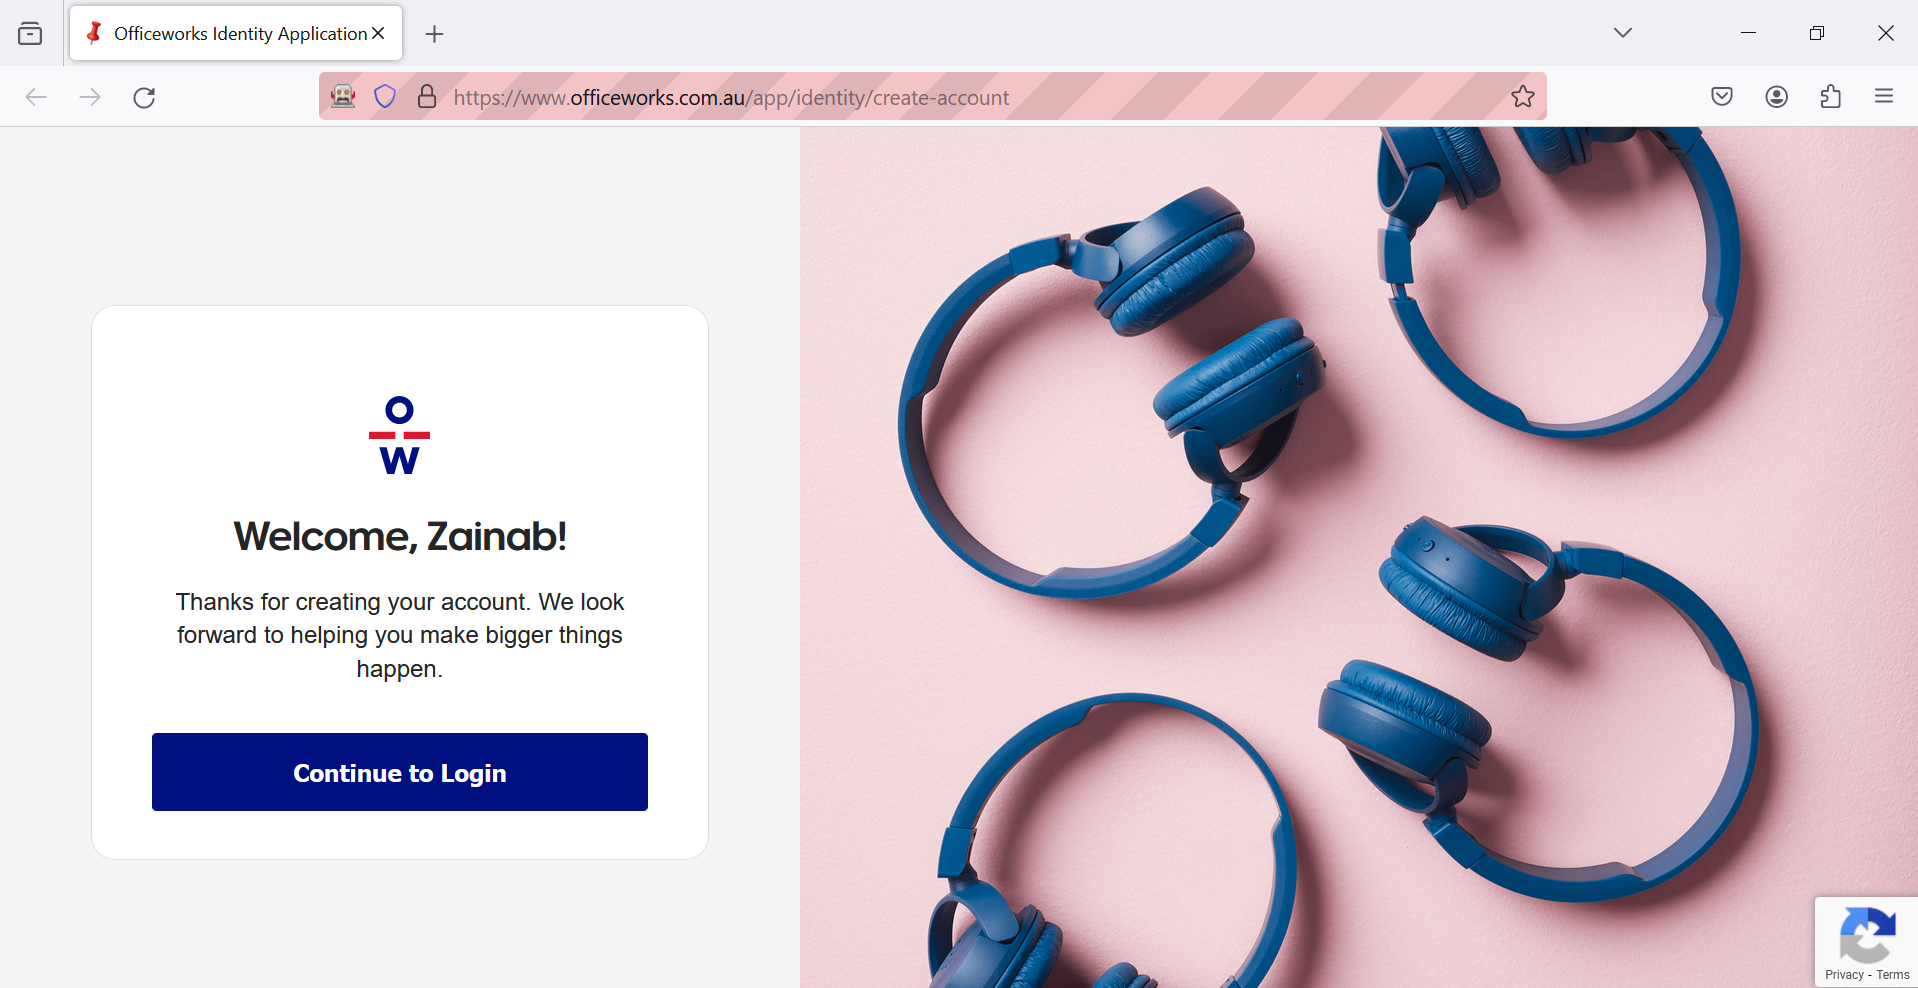 Officeworks Identity Application
https://www.officeworks.com.au/app/identity/create-account
O
W
Welcome, Zainab!
Thanks for creating your account. We look
forward to helping you make bigger things
happen.
Continue to Login
Privacy - Terms